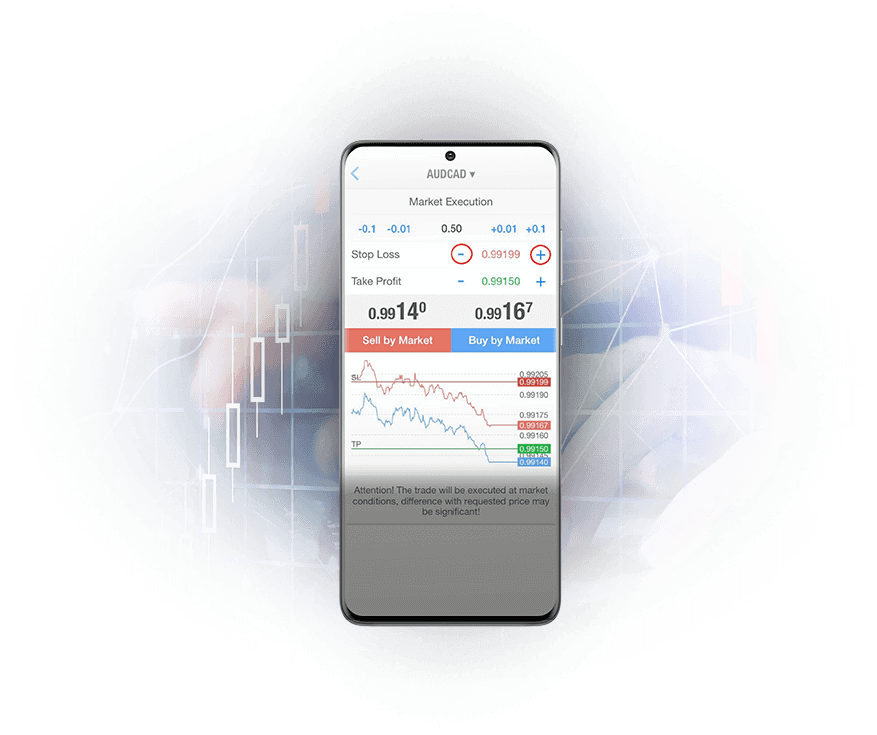 AUDCAD ▾
Market Execution
-0.1 -0.01 0.50 +0.01 +0.1
Stop Loss - 0.99199 +
Take Profit - 0.99150 +
0.99140 0.99167
Sell by Market Buy by Market
SL
0.99205
0.99199
0.99190
0.99175
0.99167
0.99160
TP
0.99150
0.99145
0.99140
Attention! The trade will be executed at market
conditions, difference with requested price may
be significant!